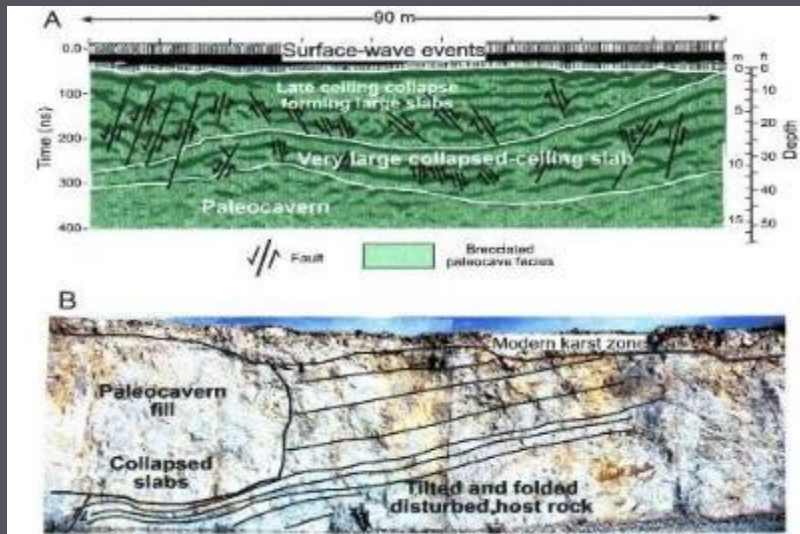 A
90 m
Surface-wave events
Late ceiling collapse
forming large slabs
Very large collapsed-ceiling slab
Paleocavern
Time (ns)
0.0
100
200
300
400
m
ft
0
0
5
10
15
10
20
30
40
50
Depth
Fault
Brecciated
paleocave facies
B
Modern karst zone
Paleocavern
fill
Collapsed
slabs
Tilted and folded
disturbed host rock